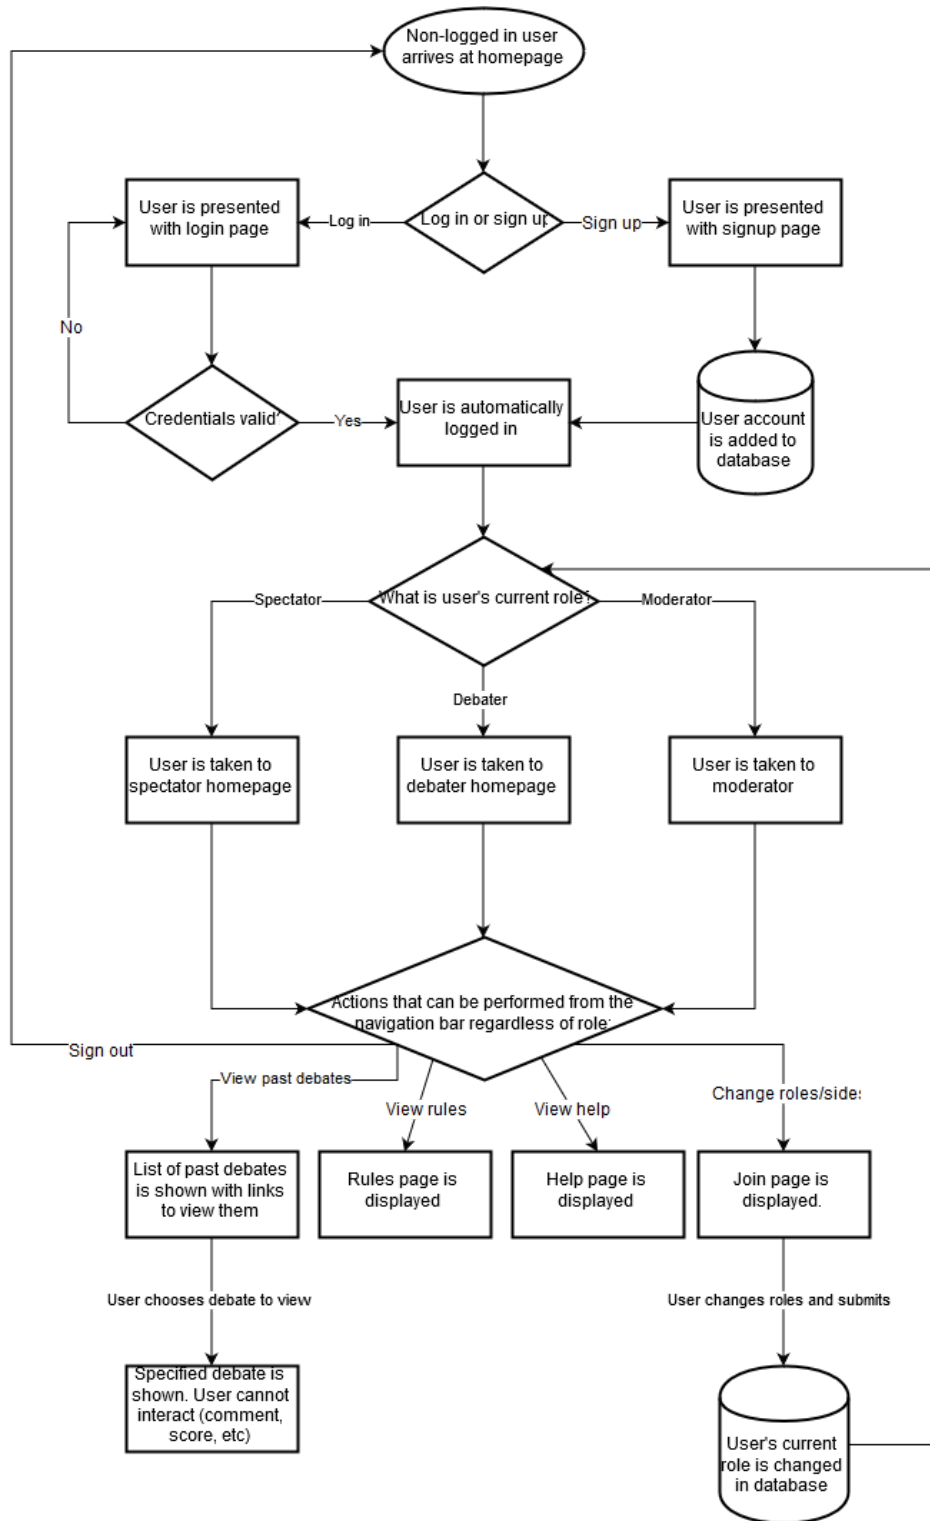 Non-logged in user
arrives at homepage
User is presented
with login page
Log in
Log in or sign up
Sign up
User is presented
with signup page
No
Credentials valid?
Yes
User is automatically
logged in
User account
is added to
database
Spectator
What is user's current role?
Moderator
Debater
User is taken to
spectator homepage
User is taken to
debater homepage
User is taken to
moderator
Actions that can be performed from the
navigation bar regardless of role:
Sign out
View past debates
View rules
View help
Change roles/sides
List of past debates
is shown with links
to view them
Rules page is
displayed
Help page is
displayed
Join page is
displayed.
User chooses debate to view
User changes roles and submits
Specified debate is
shown. User cannot
interact (comment,
score, etc)
User's current
role is changed
in database